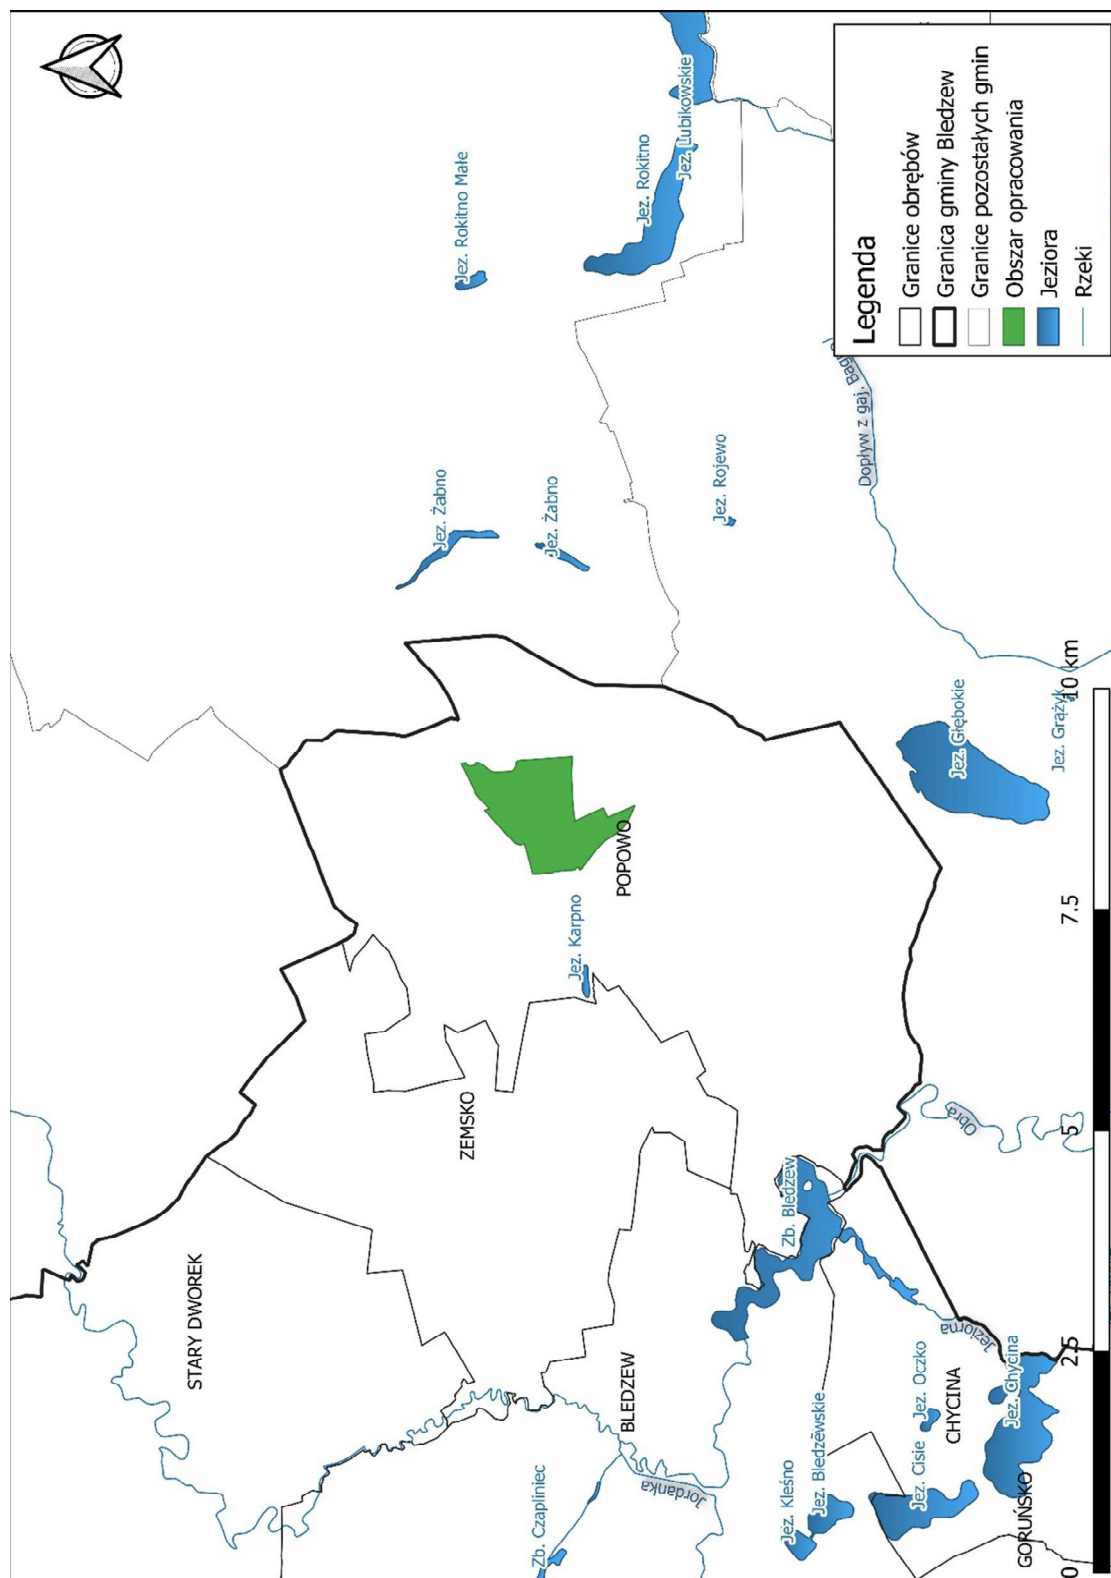 Jez. Rokitno Małe
Jez. Rokitno
Jez. Lubikowskie
Jez. Żabno
Jez. Żabno
Jez. Rojewo
Dopływ z gaj.
Jez. Głębokie
Jez. Grążyk
POPOWO
Jez. Karpno
ZEMSKO
STARY DWOREK
BLEDZEW
Zb. Bledzew
Obra
Jeziorna
Jordanka
Zb. Czapliniec
Jez. Kleśno
Jez. Bledzewskie
Jez. Oczko
CHYCINA
Jez. Cisie
Jez. Chycina
GORUŃSKO
Legenda
Granice obrębów
Granica gminy Bledzew
Granice pozostałych gmin
Obszar opracowania
Jeziora
Rzeki
0 2.5 5 7.5 10 km